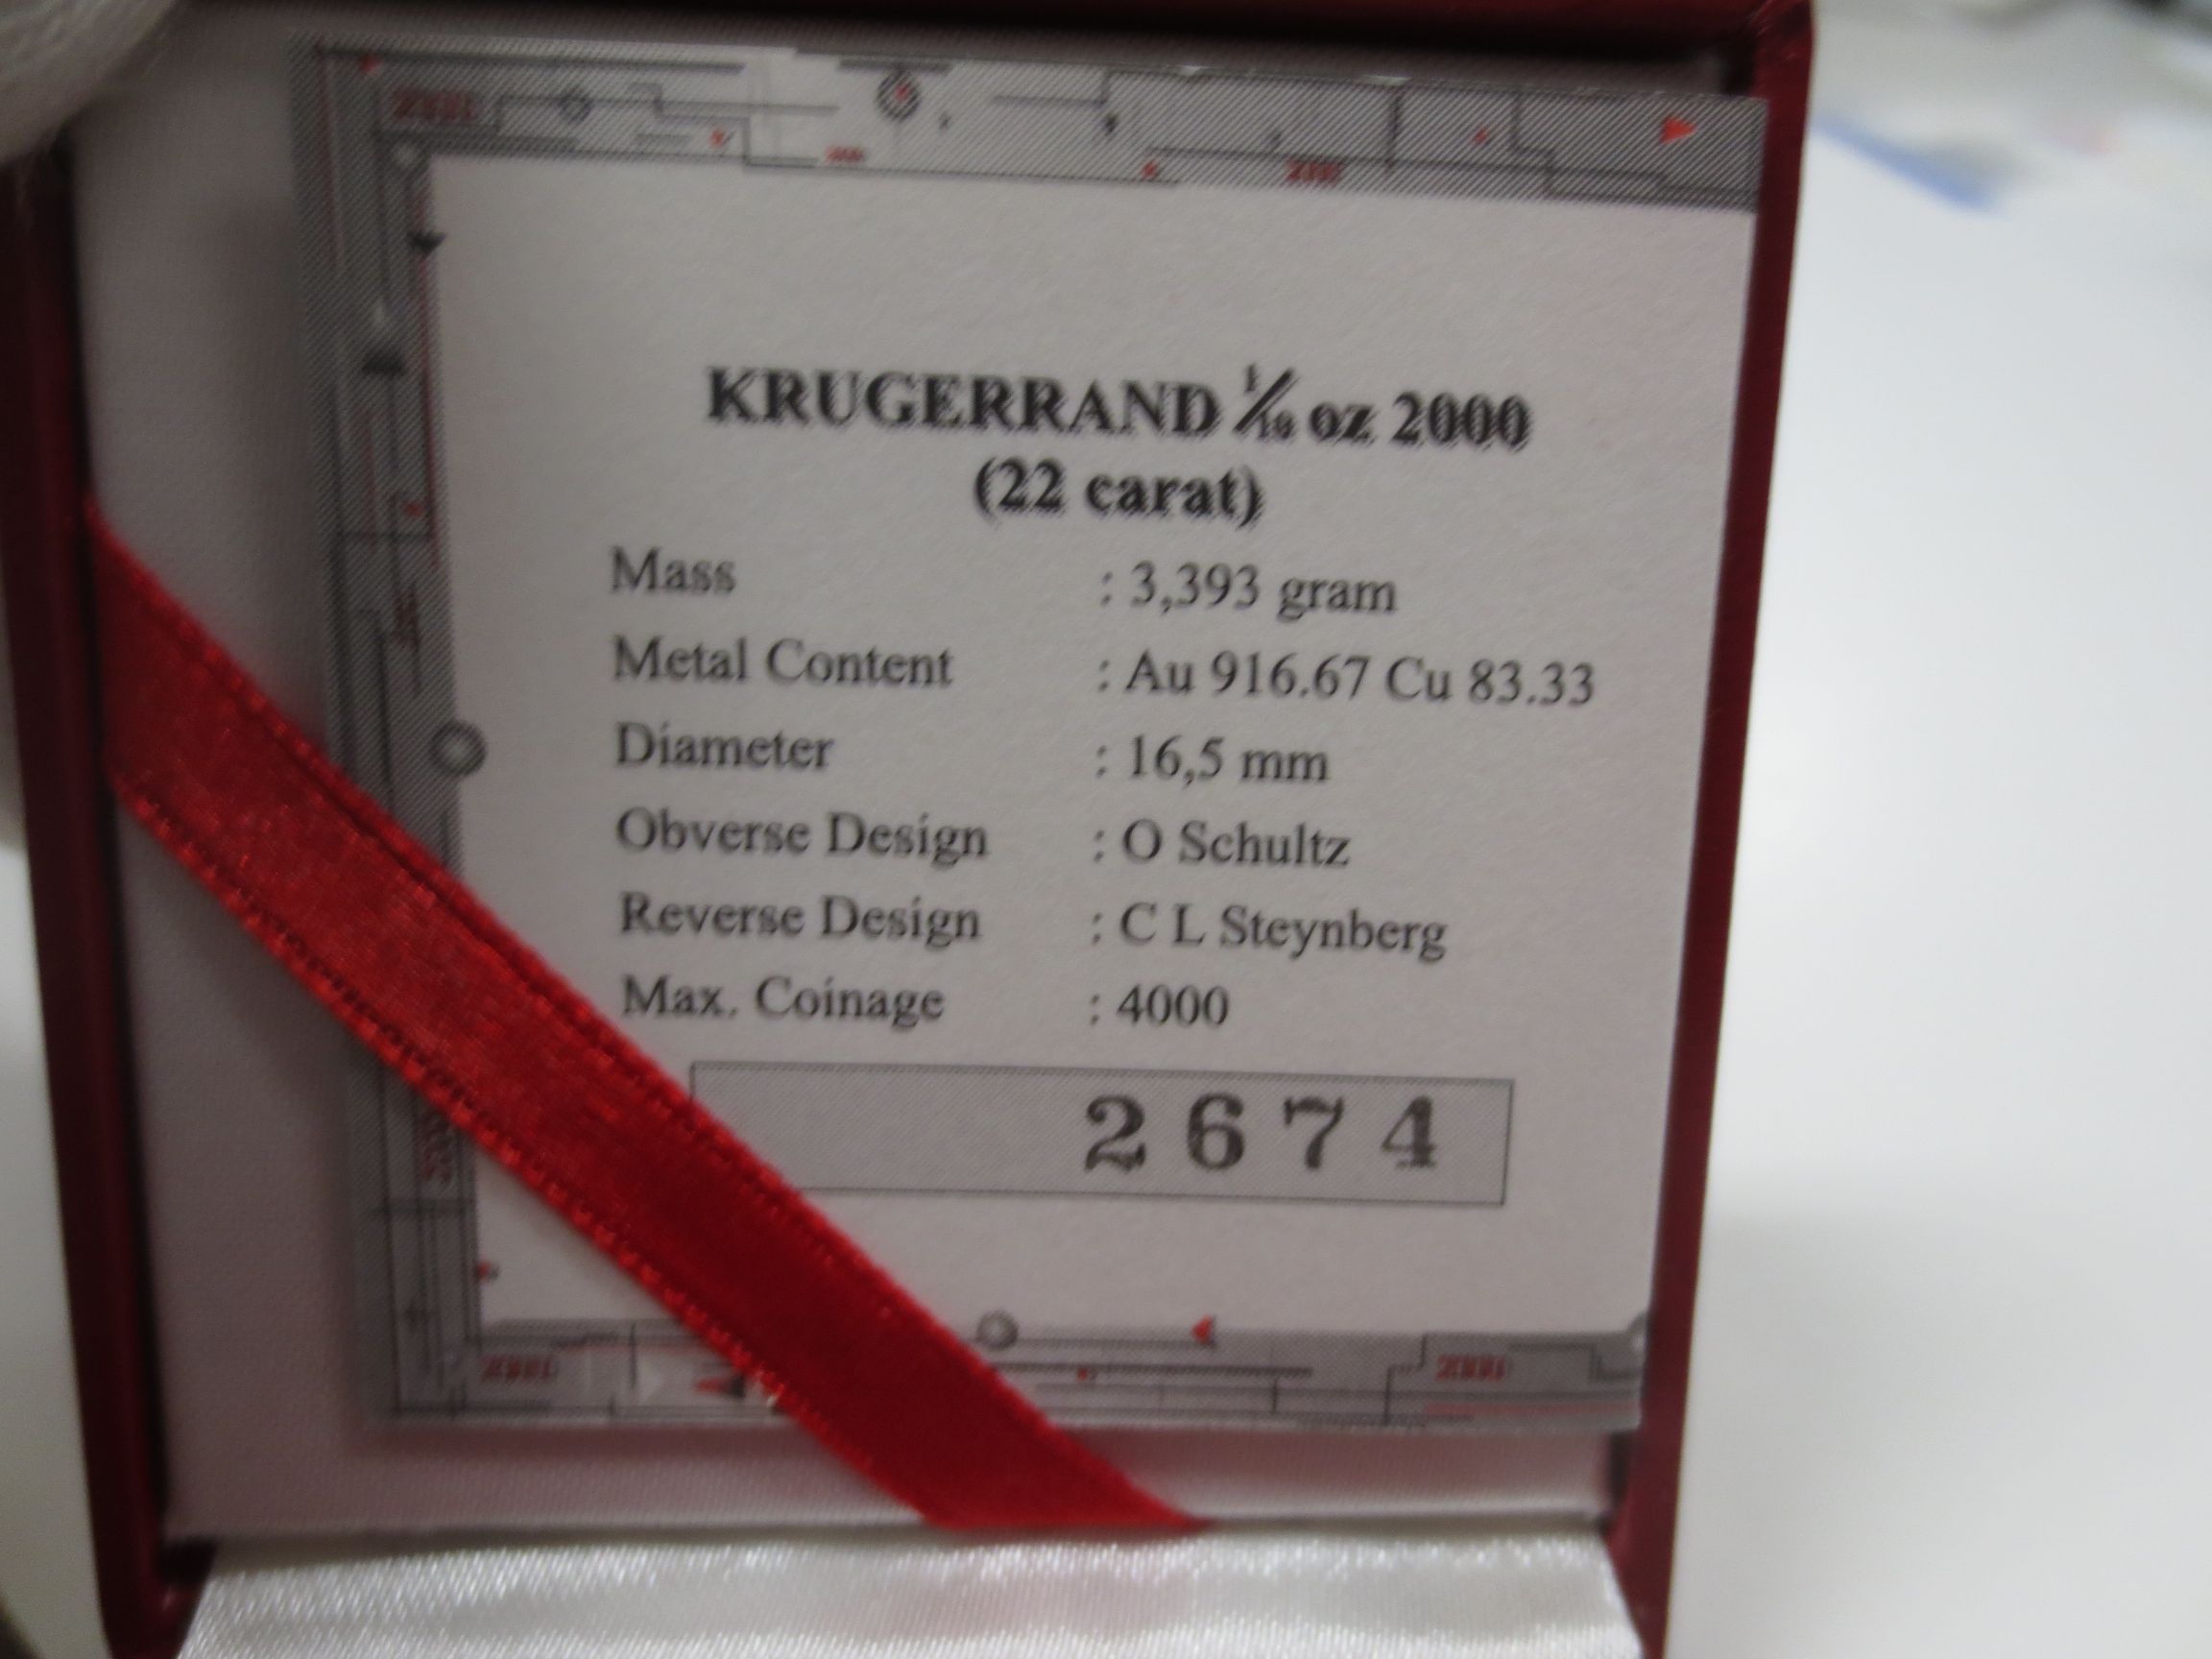 KRUGERRAND 1/10 oz 2000
(22 carat)
Mass : 3,393 gram
Metal Content : Au 916.67 Cu 83.33
Diameter : 16,5 mm
Obverse Design : O Schultz
Reverse Design : C L Steynberg
Max. Coinage : 4000
2674
2000